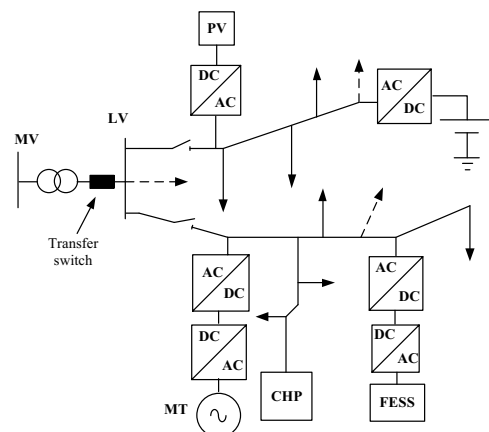 PV
DC
AC
LV
MV
AC
DC
Transfer
switch
AC
DC
AC
DC
DC
AC
DC
AC
MT
CHP
FESS